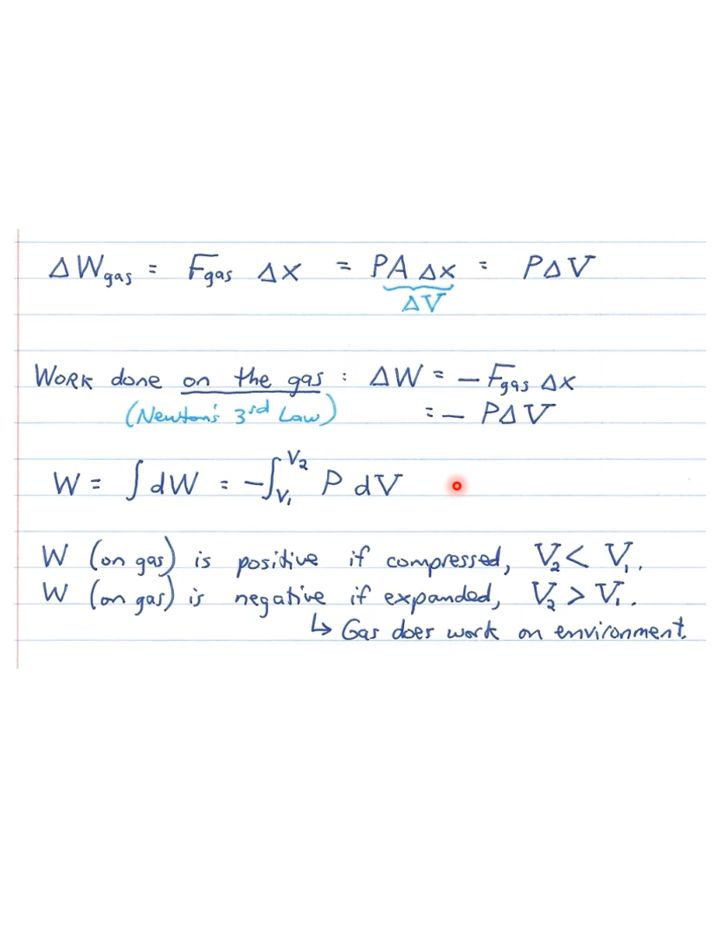 ΔW_gas = F_gas Δx = PAΔx = PΔV
ΔV
Work done on the gas : ΔW = - F_gas Δx
(Newton's 3rd Law) = - PΔV
W = ∫dW = -∫_{V₁}^{V₂} P dV
W (on gas) is positive if compressed, V₂ < V₁.
W (on gas) is negative if expanded, V₂ > V₁.
↳ Gas does work on environment.